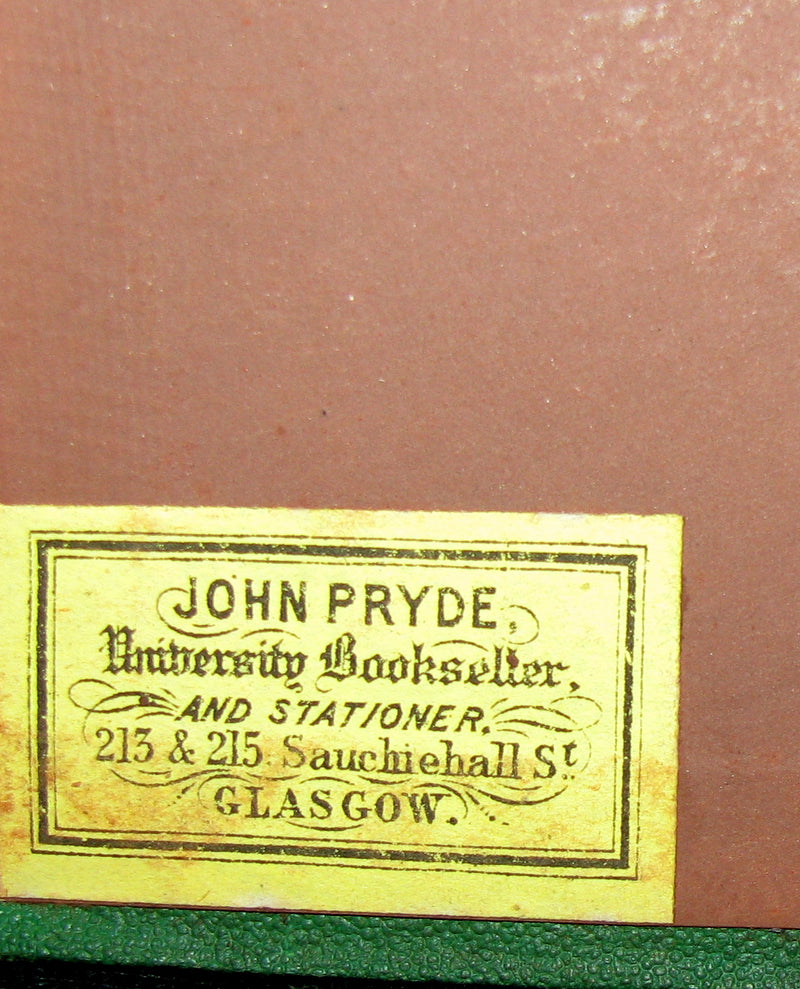 JOHN PRYDE,
University Bookseller,
AND STATIONER,
213 & 215 Sauchiehall St
GLASGOW.